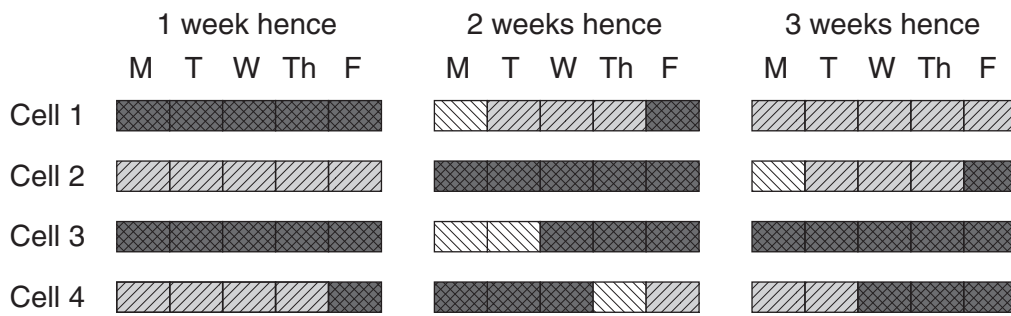 1 week hence 2 weeks hence 3 weeks hence
M T W Th F M T W Th F M T W Th F
Cell 1
Cell 2
Cell 3
Cell 4